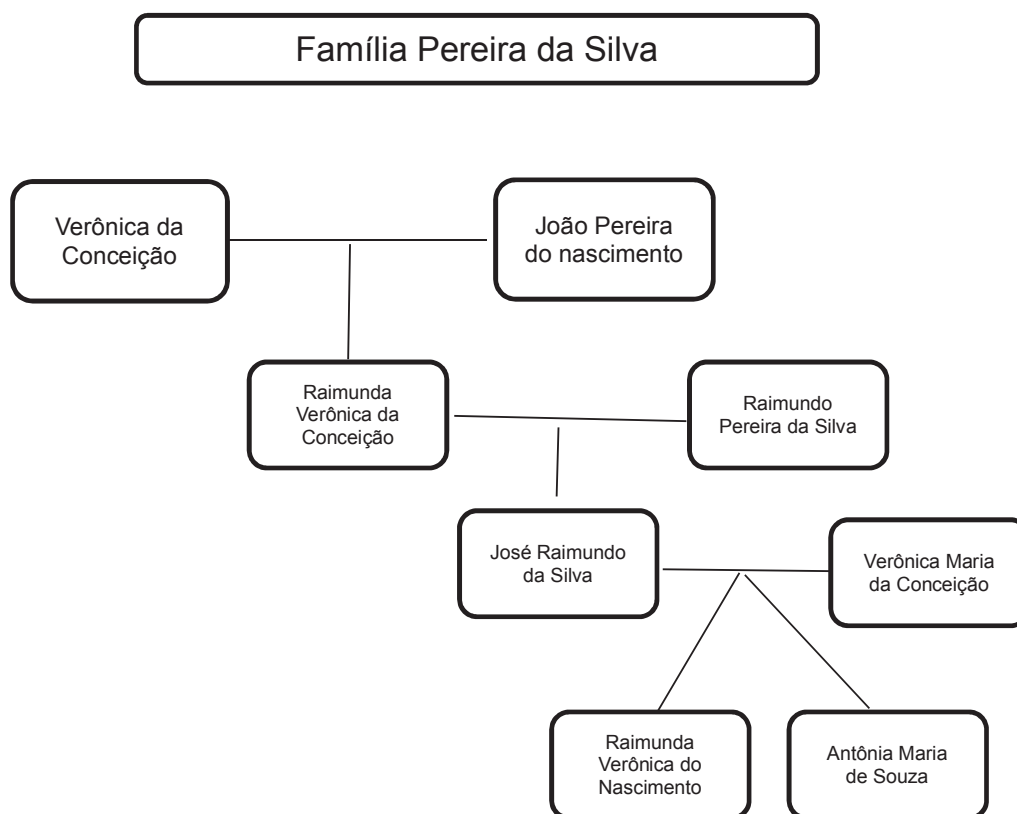 Família Pereira da Silva
Verônica da
Conceição
João Pereira
do nascimento
Raimunda
Verônica da
Conceição
Raimundo
Pereira da Silva
José Raimundo
da Silva
Verônica Maria
da Conceição
Raimunda
Verônica do
Nascimento
Antônia Maria
de Souza